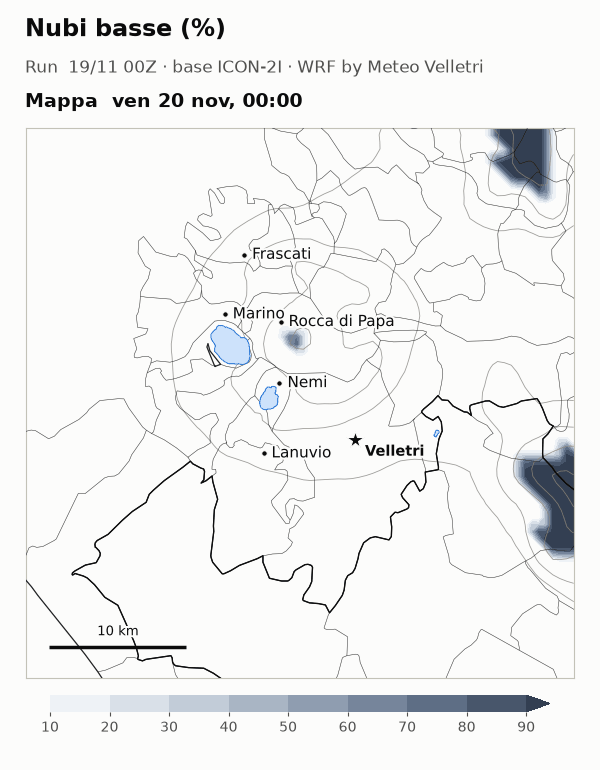 Nubi basse (%)
Run 19/11 00Z · base ICON-2I · WRF by Meteo Velletri
Mappa ven 20 nov, 00:00
Frascati
Marino
Rocca di Papa
Nemi
Velletri
Lanuvio
10 km
10 20 30 40 50 60 70 80 90